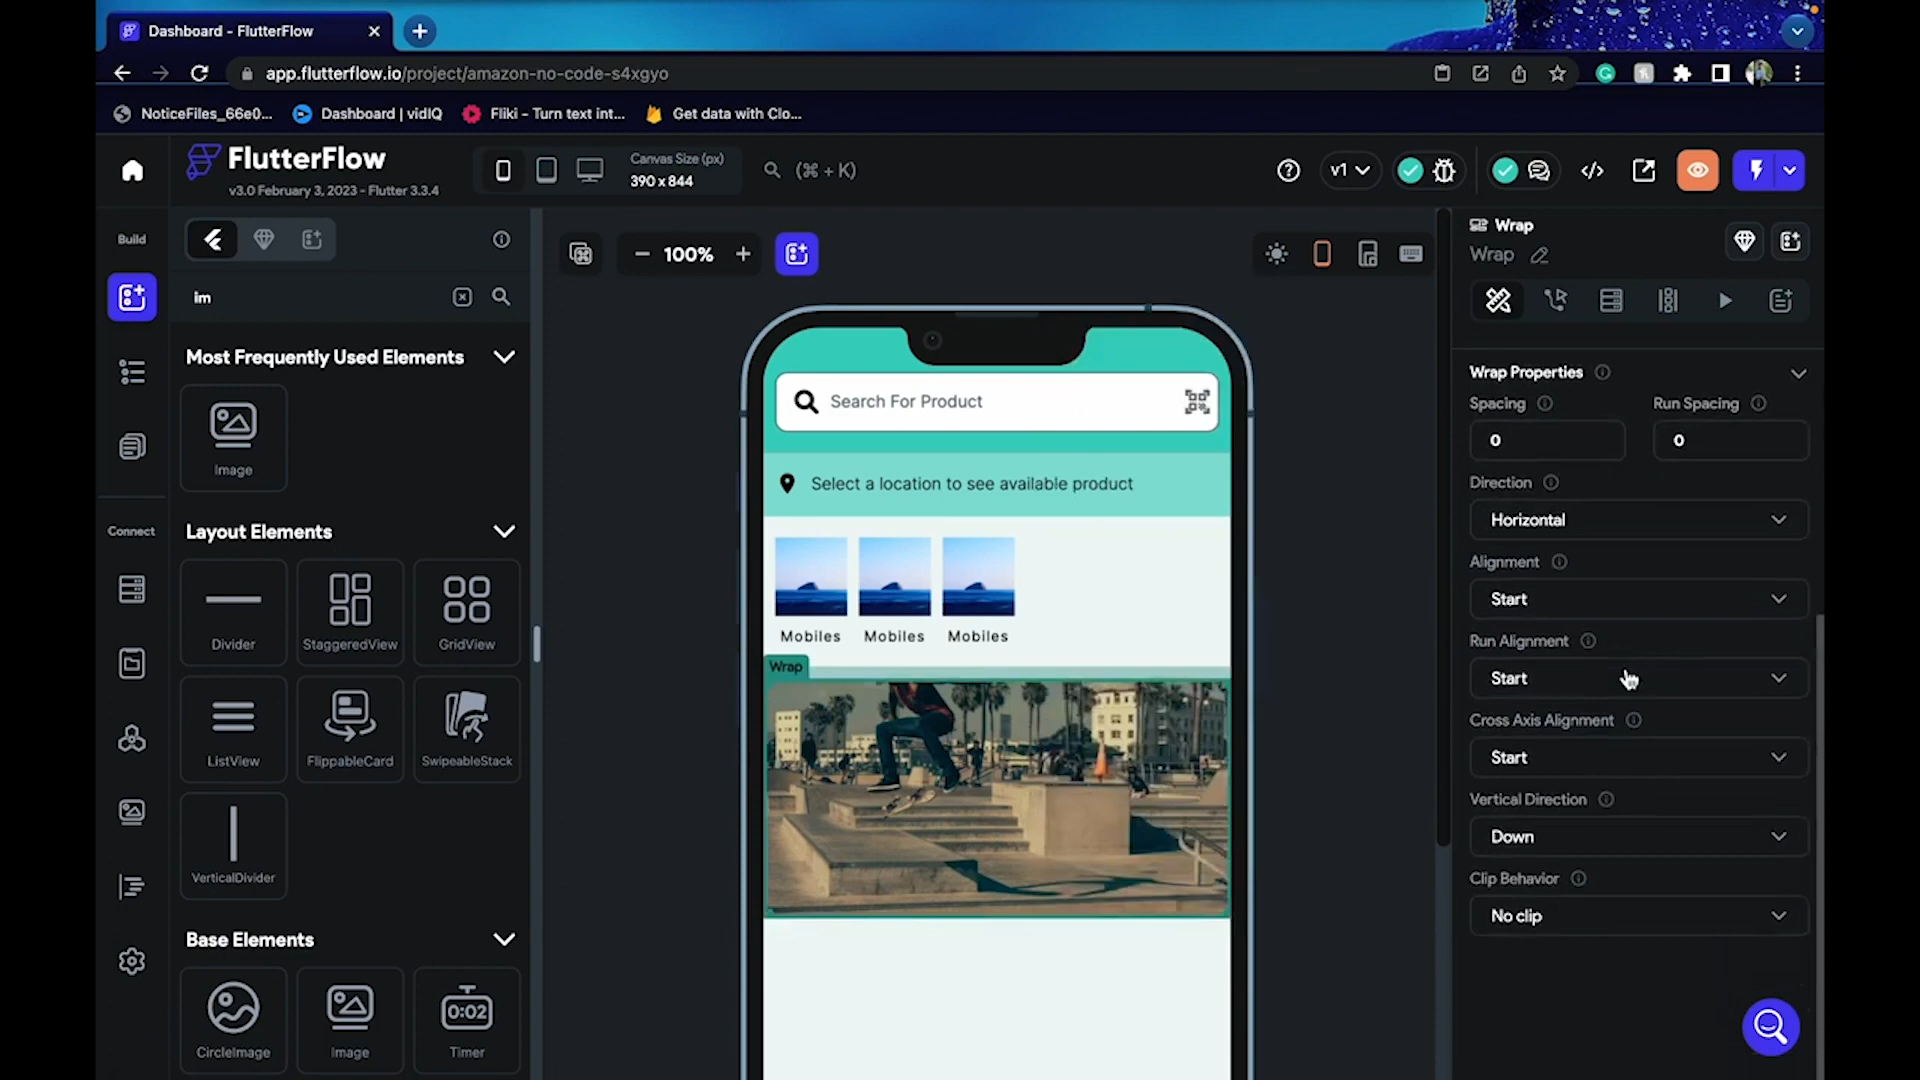 Dashboard - FlutterFlow
app.flutterflow.io/project/amazon-no-code-s4xgyo
NoticeFiles_66e0...
Dashboard | vidIQ
Fliki - Turn text int...
Get data with Clo...
FlutterFlow
v3.0 February 3, 2023 - Flutter 3.3.4
Canvas Size (px)
390 x 844
(⌘ + K)
v1
Build
im
Most Frequently Used Elements
Image
Layout Elements
Connect
Divider
StaggeredView
GridView
ListView
FlippableCard
SwipeableStack
VerticalDivider
Base Elements
CircleImage
Image
0:02
Timer
100%
Search For Product
Select a location to see available product
Mobiles
Mobiles
Mobiles
Wrap
Wrap
Wrap
Wrap Properties
Spacing
Run Spacing
0
0
Direction
Horizontal
Alignment
Start
Run Alignment
Start
Cross Axis Alignment
Start
Vertical Direction
Down
Clip Behavior
No clip